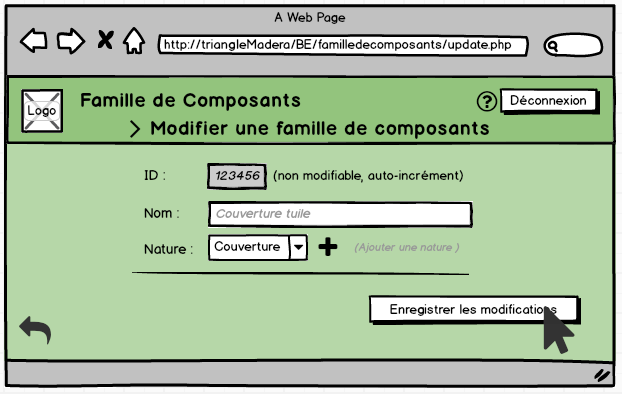 A Web Page
http://triangleMadera/BE/familledecomposants/update.php
Logo
Famille de Composants
Déconnexion
> Modifier une famille de composants
ID : 123456 (non modifiable, auto-incrément)
Nom : Couverture tuile
Nature : Couverture (Ajouter une nature )
Enregistrer les modifications